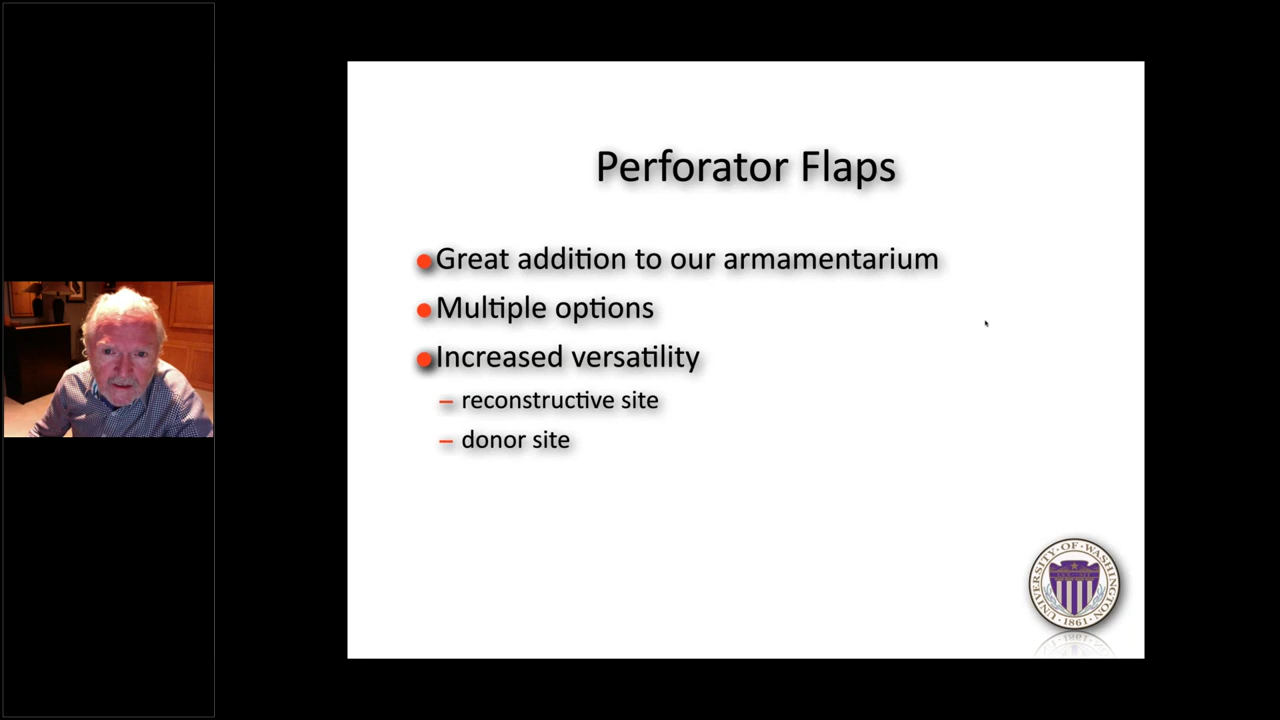 Perforator Flaps
Great addition to our armamentarium
Multiple options
Increased versatility
– reconstructive site
– donor site
UNIVERSITY·OF·WASHINGTON
·1861·